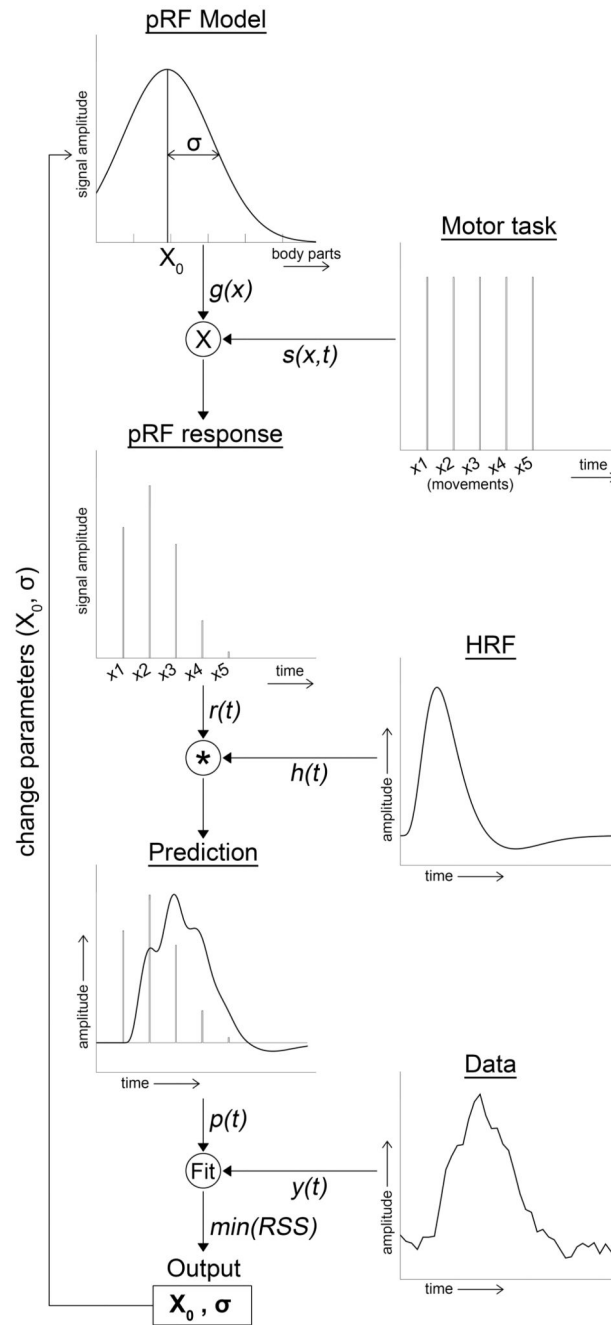 pRF Model
signal amplitude
σ
X₀
body parts
g(x)
Motor task
X
s(x,t)
x1 x2 x3 x4 x5
(movements)
time
pRF response
signal amplitude
x1 x2 x3 x4 x5
time
change parameters (X₀, σ)
r(t)
HRF
*
h(t)
amplitude
time
Prediction
amplitude
time
Data
p(t)
Fit
y(t)
amplitude
time
min(RSS)
Output
X₀ , σ